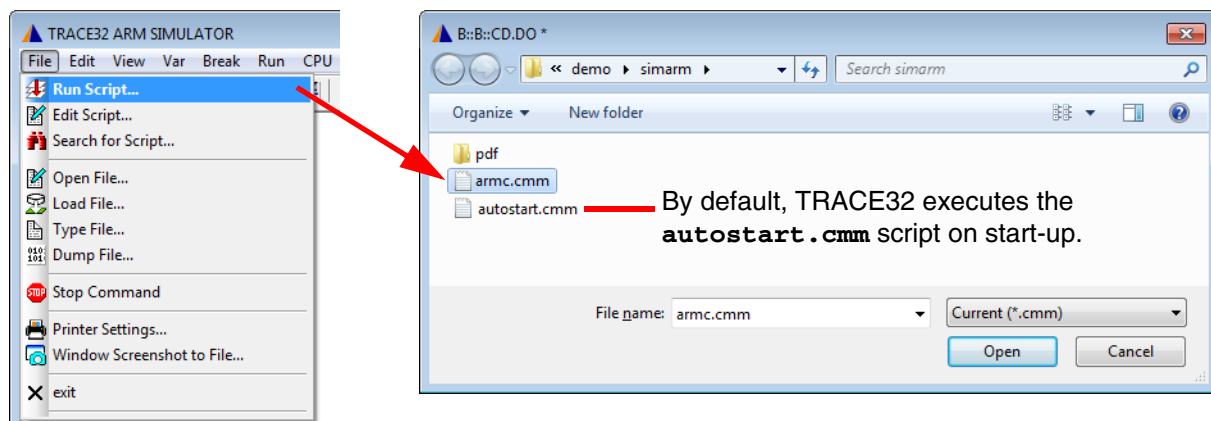 TRACE32 ARM SIMULATOR
File Edit View Var Break Run CPU
Run Script...
Edit Script...
Search for Script...
Open File...
Load File...
Type File...
Dump File...
STOP Stop Command
Printer Settings...
Window Screenshot to File...
exit
B::B::CD.DO *
« demo simarm Search simarm
Organize New folder
pdf
armc.cmm
autostart.cmm
By default, TRACE32 executes the
autostart.cmm script on start-up.
File name: armc.cmm Current (*.cmm)
Open Cancel